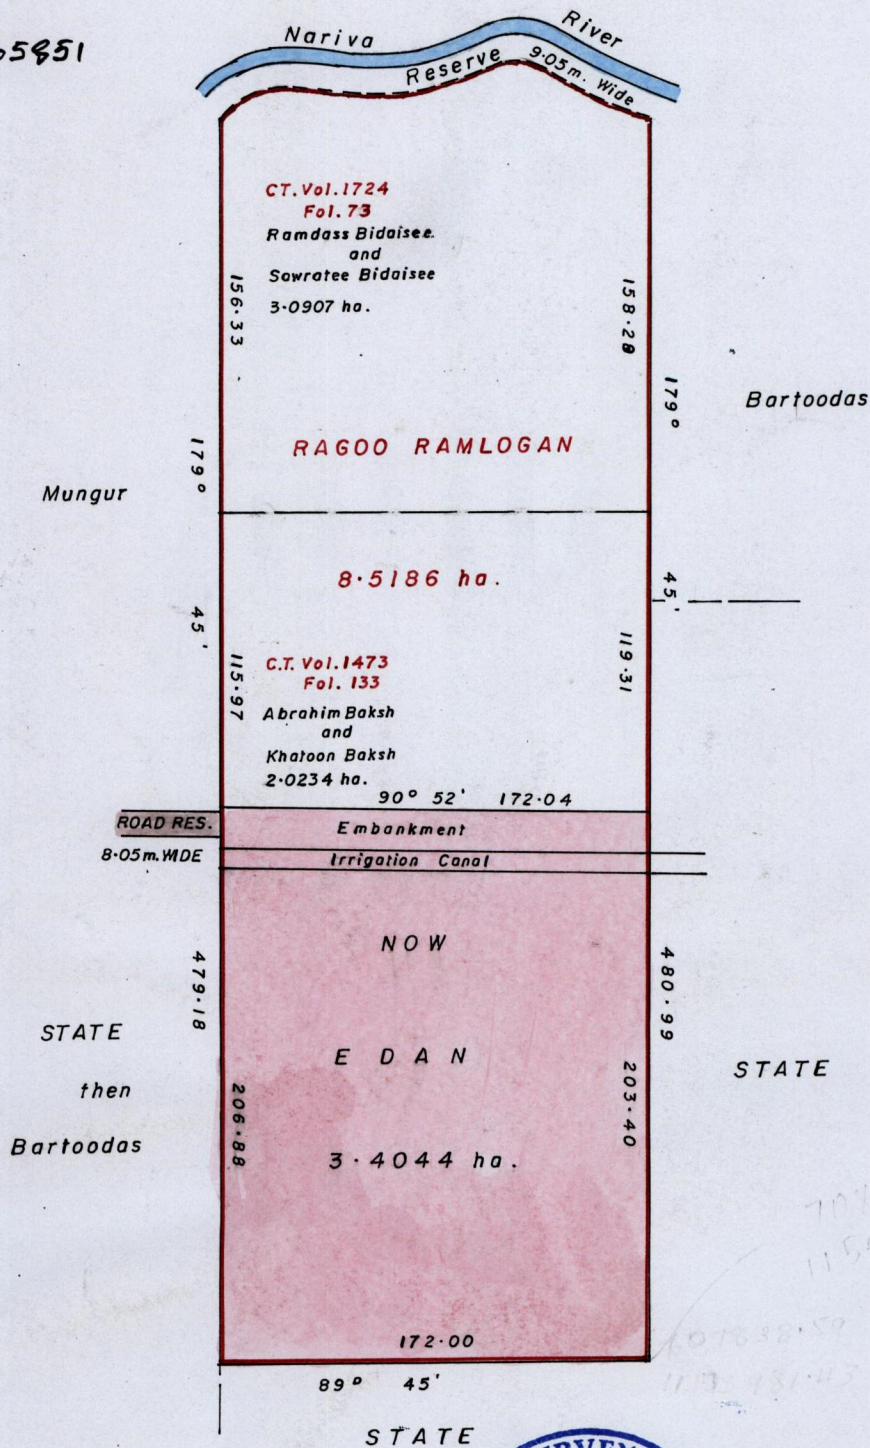 5851
Nariva River
Reserve 9·05m. Wide
CT. Vol. 1724
Fol. 73
Ramdass Bidaisee.
and
Sowratee Bidaisee
3·0907 ha.
156·33
158·28
179°
Bartoodas
RAGOO RAMLOGAN
179°
Mungur
8·5186 ha.
45'
45'
119·31
115·97
C.T. Vol. 1473
Fol. 133
Abrahim Baksh
and
Khatoon Baksh
2·0234 ha.
90° 52' 172·04
ROAD RES.
Embankment
8·05m. WIDE
Irrigation Canal
NOW
479·18
480·99
STATE
then
Bartoodas
EDAN
STATE
206·88
203·40
3·4044 ha.
172·00
89° 45'
STATE